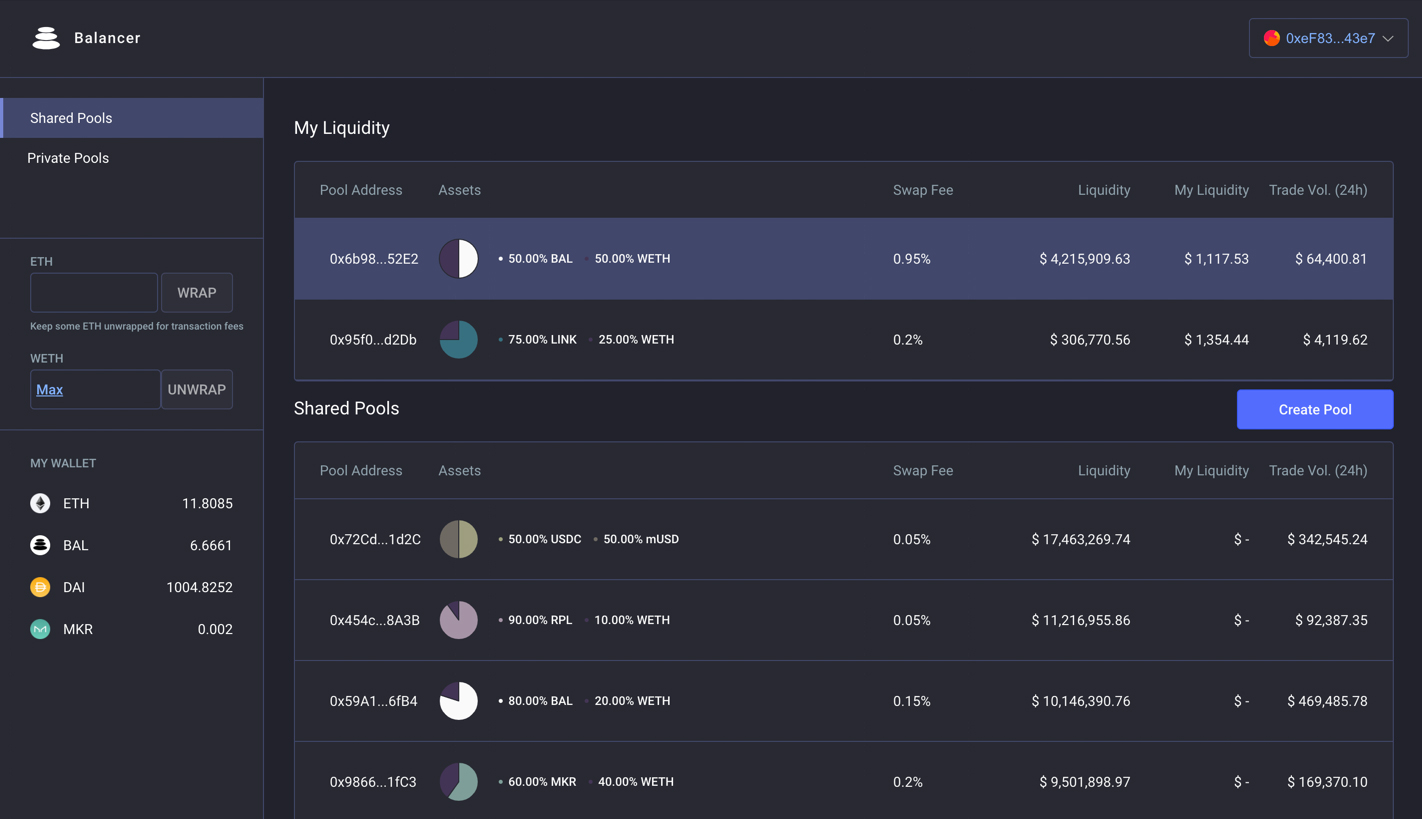 Balancer
0xeF83...43e7
Shared Pools
Private Pools
ETH
WRAP
Keep some ETH unwrapped for transaction fees
WETH
Max UNWRAP
MY WALLET
ETH 11.8085
BAL 6.6661
DAI 1004.8252
MKR 0.002
My Liquidity
Pool Address Assets Swap Fee Liquidity My Liquidity Trade Vol. (24h)
0x6b98...52E2 50.00% BAL 50.00% WETH 0.95% $ 4,215,909.63 $ 1,117.53 $ 64,400.81
0x95f0...d2Db 75.00% LINK 25.00% WETH 0.2% $ 306,770.56 $ 1,354.44 $ 4,119.62
Shared Pools
Create Pool
Pool Address Assets Swap Fee Liquidity My Liquidity Trade Vol. (24h)
0x72Cd...1d2C 50.00% USDC 50.00% mUSD 0.05% $ 17,463,269.74 $ - $ 342,545.24
0x454c...8A3B 90.00% RPL 10.00% WETH 0.05% $ 11,216,955.86 $ - $ 92,387.35
0x59A1...6fB4 80.00% BAL 20.00% WETH 0.15% $ 10,146,390.76 $ - $ 469,485.78
0x9866...1fC3 60.00% MKR 40.00% WETH 0.2% $ 9,501,898.97 $ - $ 169,370.10